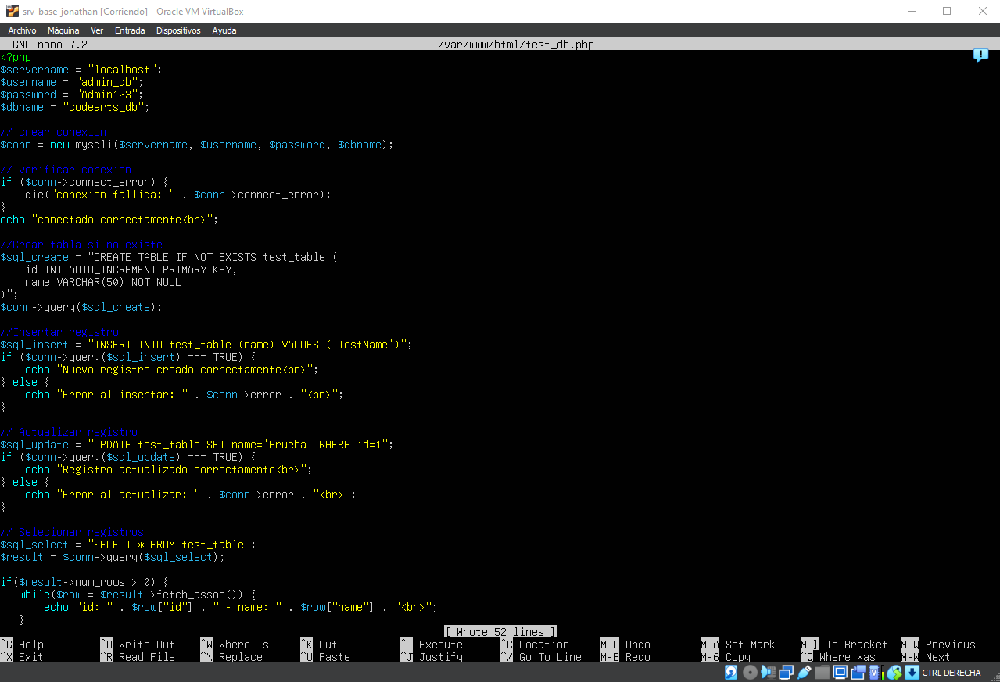 srv-base-jonathan [Corriendo] - Oracle VM VirtualBox
Archivo Máquina Ver Entrada Dispositivos Ayuda
GNU nano 7.2 /var/www/html/test_db.php
<?php
$servername = "localhost";
$username = "admin_db";
$password = "Admin123";
$dbname = "codearts_db";

// crear conexion
$conn = new mysqli($servername, $username, $password, $dbname);

// verificar conexion
if ($conn->connect_error) {
    die("conexion fallida: " . $conn->connect_error);
}
echo "conectado correctamente<br>";

//Crear tabla si no existe
$sql_create = "CREATE TABLE IF NOT EXISTS test_table (
    id INT AUTO_INCREMENT PRIMARY KEY,
    name VARCHAR(50) NOT NULL
)";
$conn->query($sql_create);

//Insertar registro
$sql_insert = "INSERT INTO test_table (name) VALUES ('TestName')";
if ($conn->query($sql_insert) === TRUE) {
    echo "Nuevo registro creado correctamente<br>";
} else {
    echo "Error al insertar: " . $conn->error . "<br>";
}

// Actualizar registro
$sql_update = "UPDATE test_table SET name='Prueba' WHERE id=1";
if ($conn->query($sql_update) === TRUE) {
    echo "Registro actualizado correctamente<br>";
} else {
    echo "Error al actualizar: " . $conn->error . "<br>";
}

// Selecionar registros
$sql_select = "SELECT * FROM test_table";
$result = $conn->query($sql_select);

if($result->num_rows > 0) {
   while($row = $result->fetch_assoc()) {
       echo "id: " . $row["id"] . " - name: " . $row["name"] . "<br>";
   }
[ Wrote 52 lines ]
^G Help ^O Write Out ^W Where Is ^K Cut ^T Execute ^C Location M-U Undo M-A Set Mark M-] To Bracket M-Q Previous
^X Exit ^R Read File ^\ Replace ^U Paste ^J Justify ^/ Go To Line M-E Redo M-6 Copy ^Q Where Was M-W Next
CTRL DERECHA